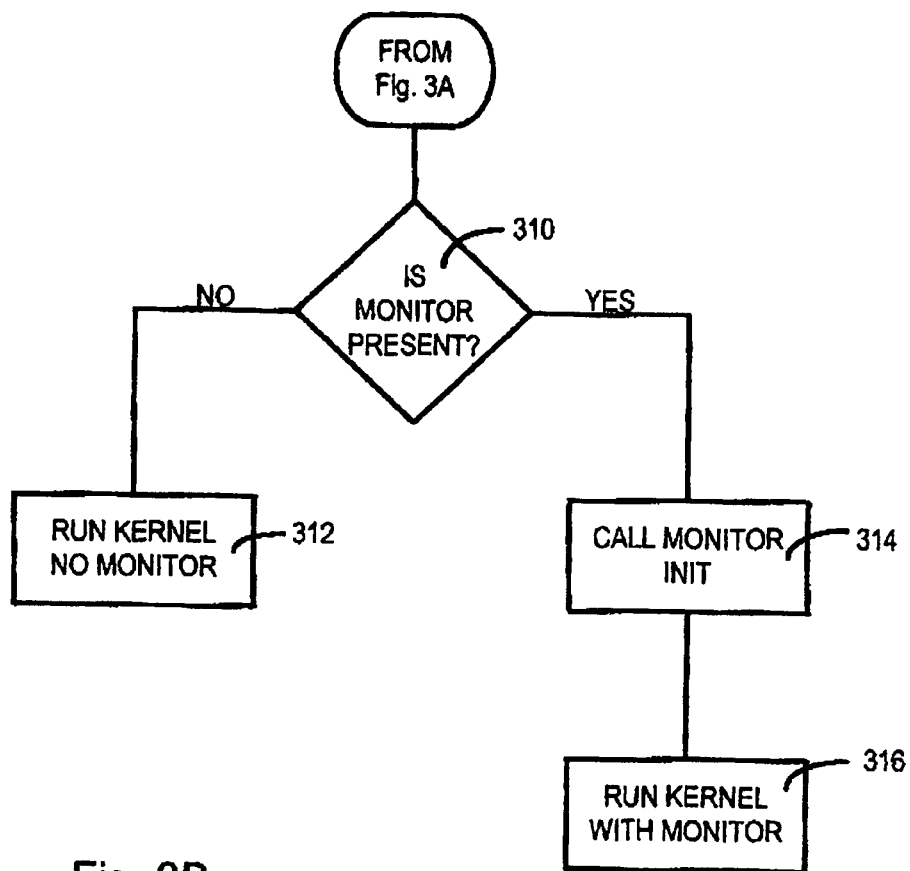 FROM
Fig. 3A
310
IS
MONITOR
PRESENT?
NO
YES
RUN KERNEL
NO MONITOR
312
CALL MONITOR
INIT
314
RUN KERNEL
WITH MONITOR
316